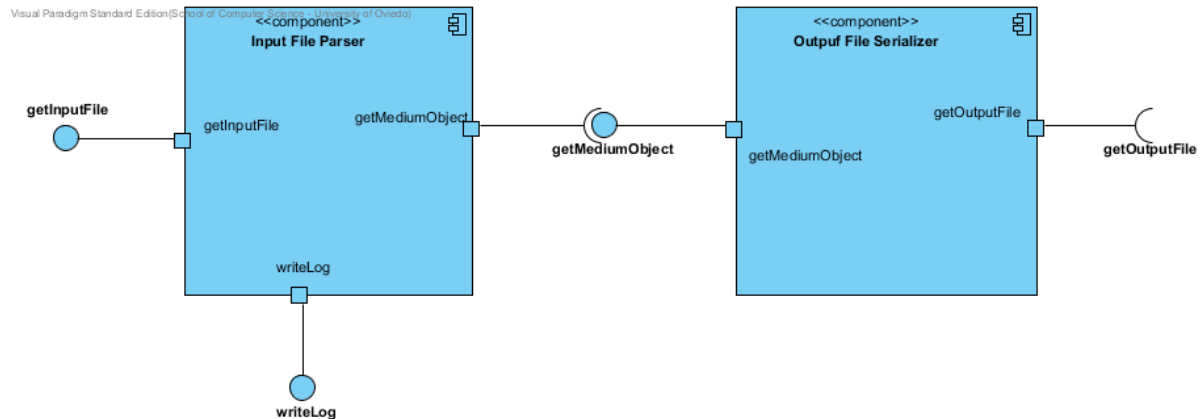 Visual Paradigm Standard Edition(School of Computer Science - University of Oviedo)
<<component>>
Input File Parser
<<component>>
Outpuf File Serializer
getInputFile
getInputFile
getMediumObject
getMediumObject
getMediumObject
getOutputFile
getOutputFile
writeLog
writeLog